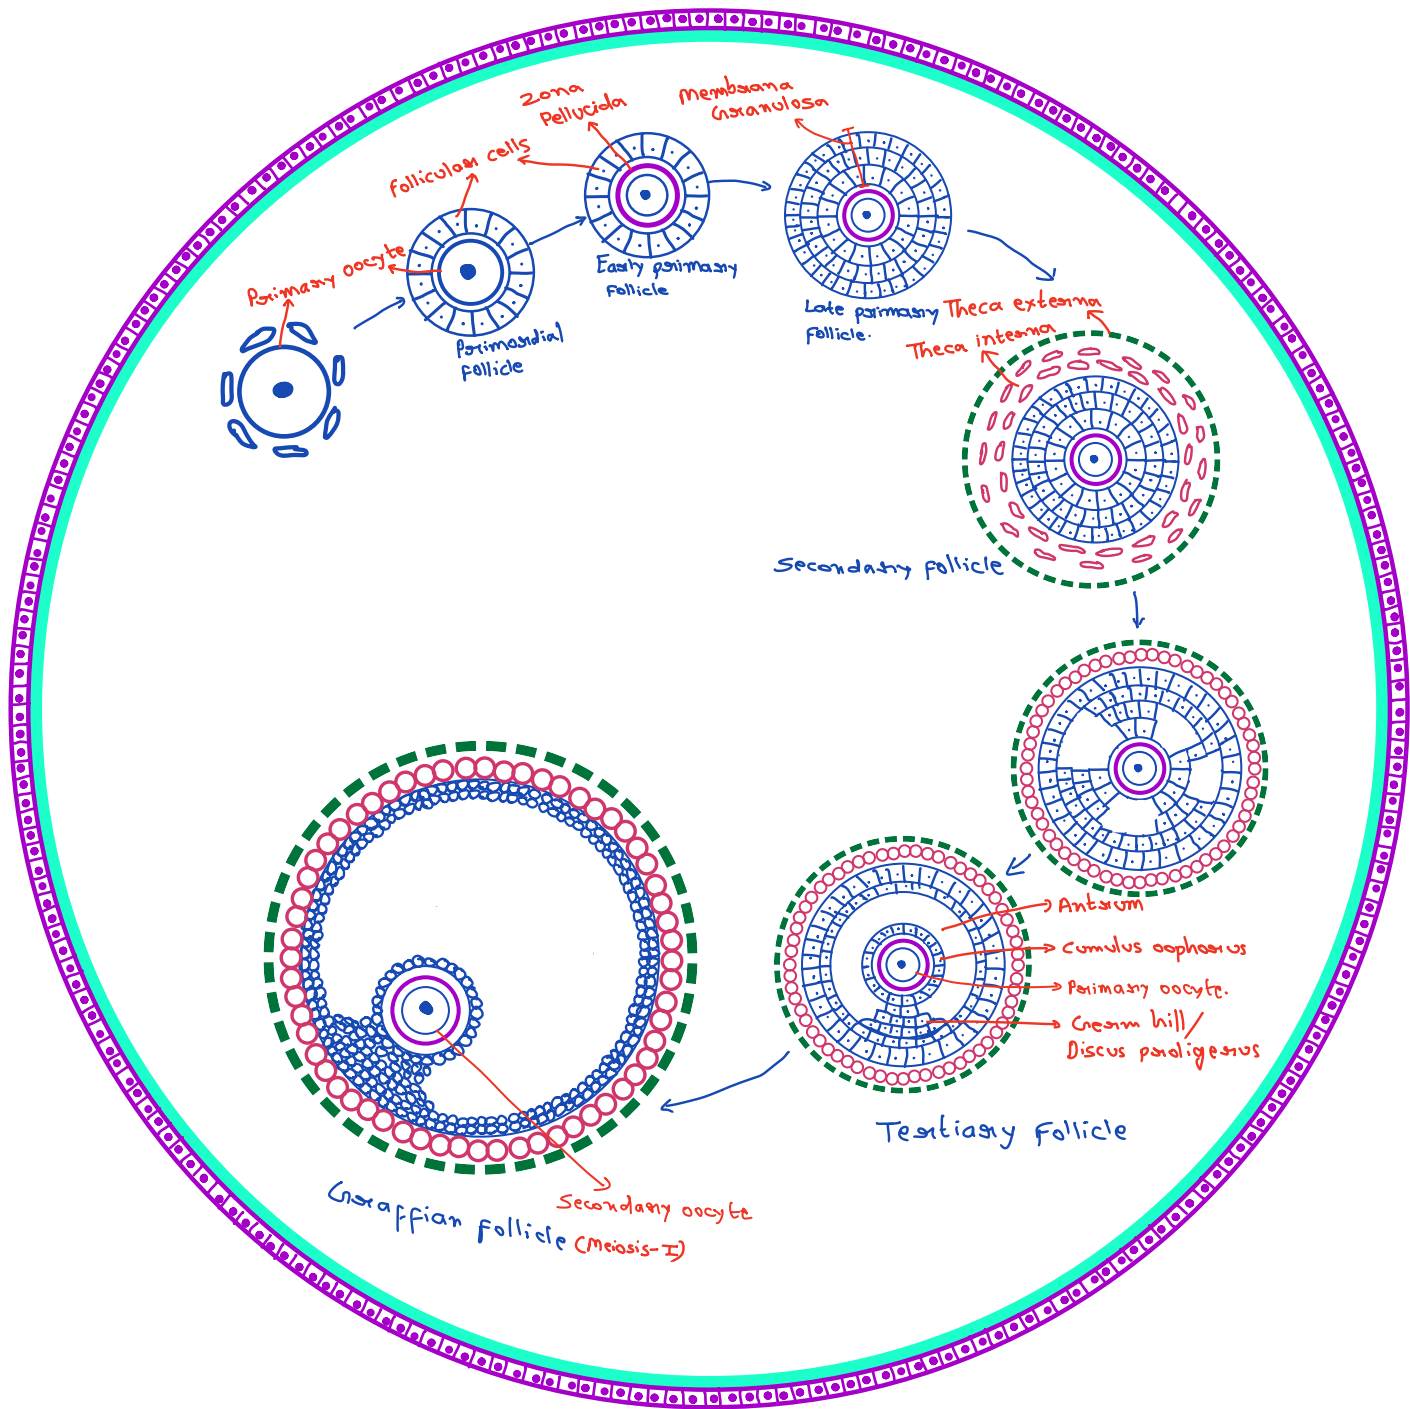 Zona
Pellucida
Membrana
Granulosa
Follicular cells
Primary oocyte
Early primary
Follicle
Primordial
Follicle
Late primary
Follicle.
Theca externa
Theca interna
Secondary Follicle
Antrum
Cumulus oophorus
Primary oocyte.
Germ hill/
Discus proligerus
Tertiary Follicle
Graffian Follicle
Secondary oocyte
(Meiosis-I)